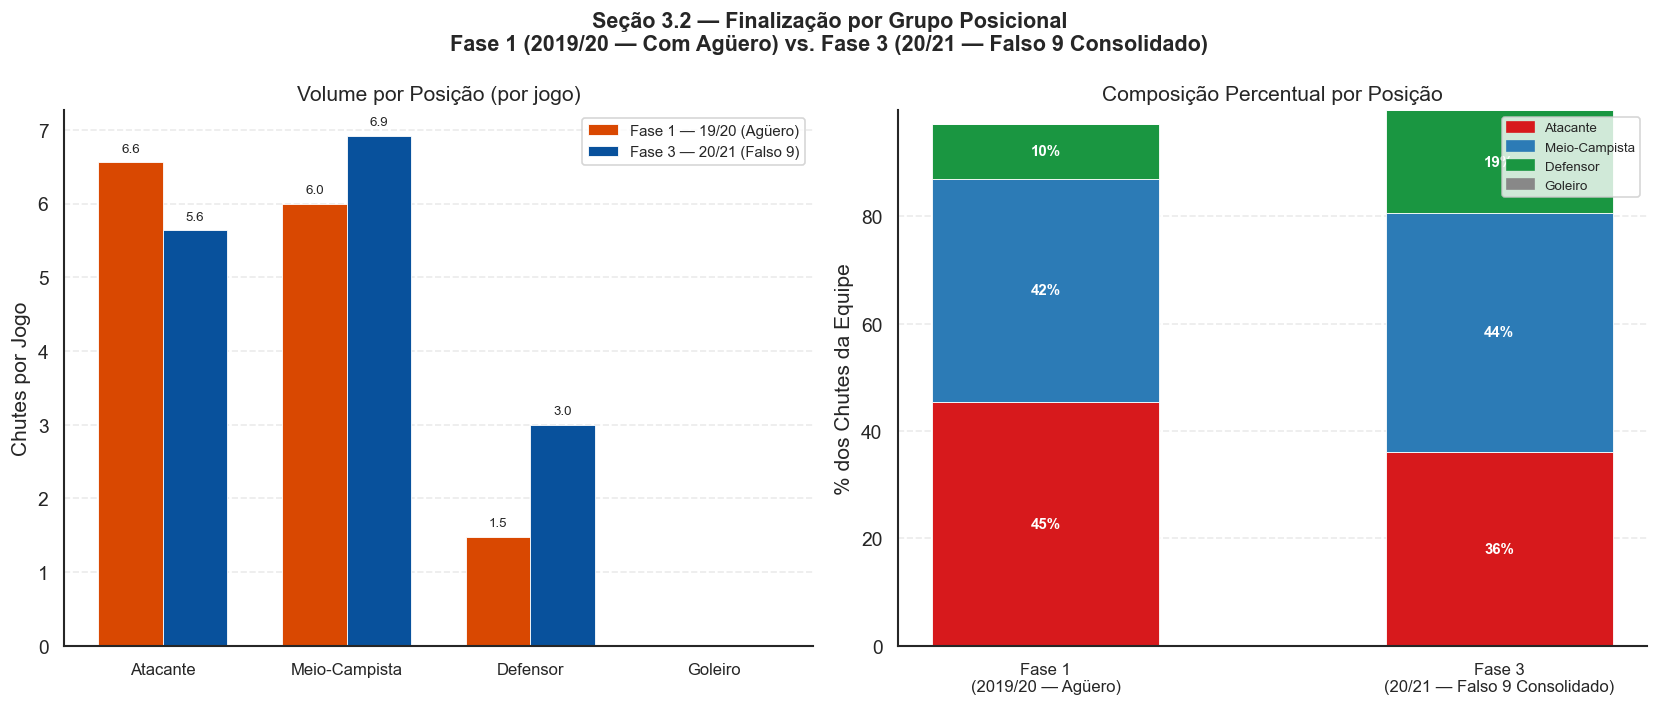 Seção 3.2 — Finalização por Grupo Posicional
Fase 1 (2019/20 — Com Agüero) vs. Fase 3 (20/21 — Falso 9 Consolidado)
Volume por Posição (por jogo)
Chutes por Jogo
7
6
5
4
3
2
1
0
6.6
5.6
6.0
6.9
1.5
3.0
Fase 1 — 19/20 (Agüero)
Fase 3 — 20/21 (Falso 9)
Atacante
Meio-Campista
Defensor
Goleiro
Composição Percentual por Posição
% dos Chutes da Equipe
80
60
40
20
0
10%
42%
45%
19%
44%
36%
Atacante
Meio-Campista
Defensor
Goleiro
Fase 1
(2019/20 — Agüero)
Fase 3
(20/21 — Falso 9 Consolidado)